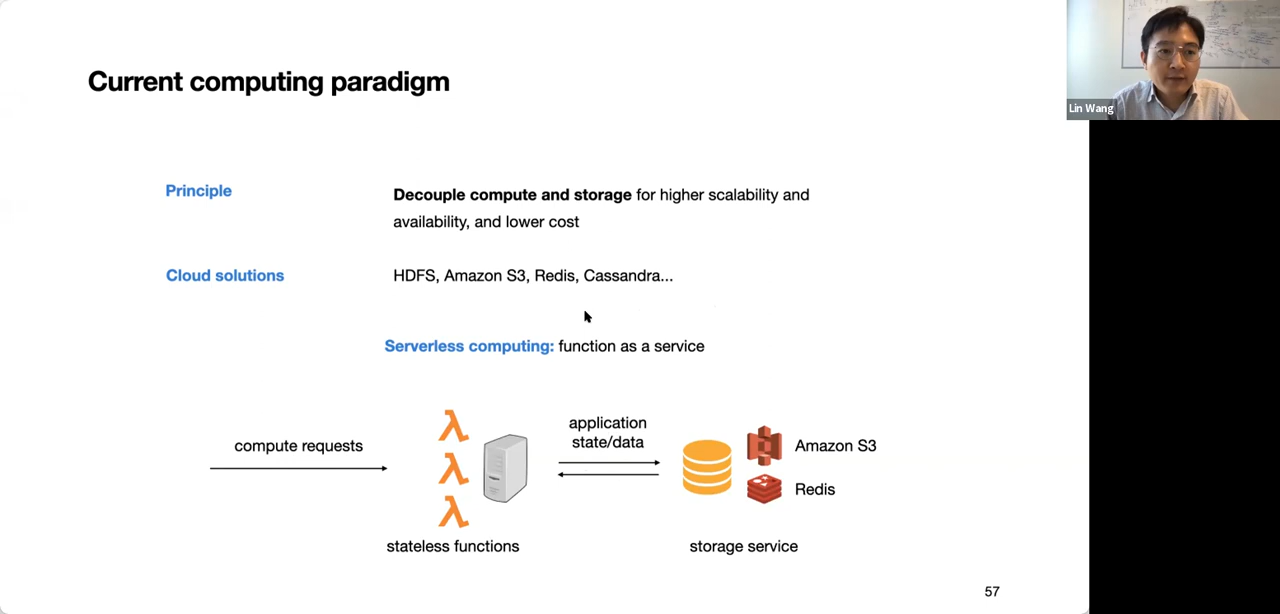 Current computing paradigm
Lin Wang
Principle
Decouple compute and storage for higher scalability and
availability, and lower cost
Cloud solutions
HDFS, Amazon S3, Redis, Cassandra...
Serverless computing: function as a service
compute requests
λ
λ
λ
application
state/data
Amazon S3
Redis
stateless functions
storage service
57